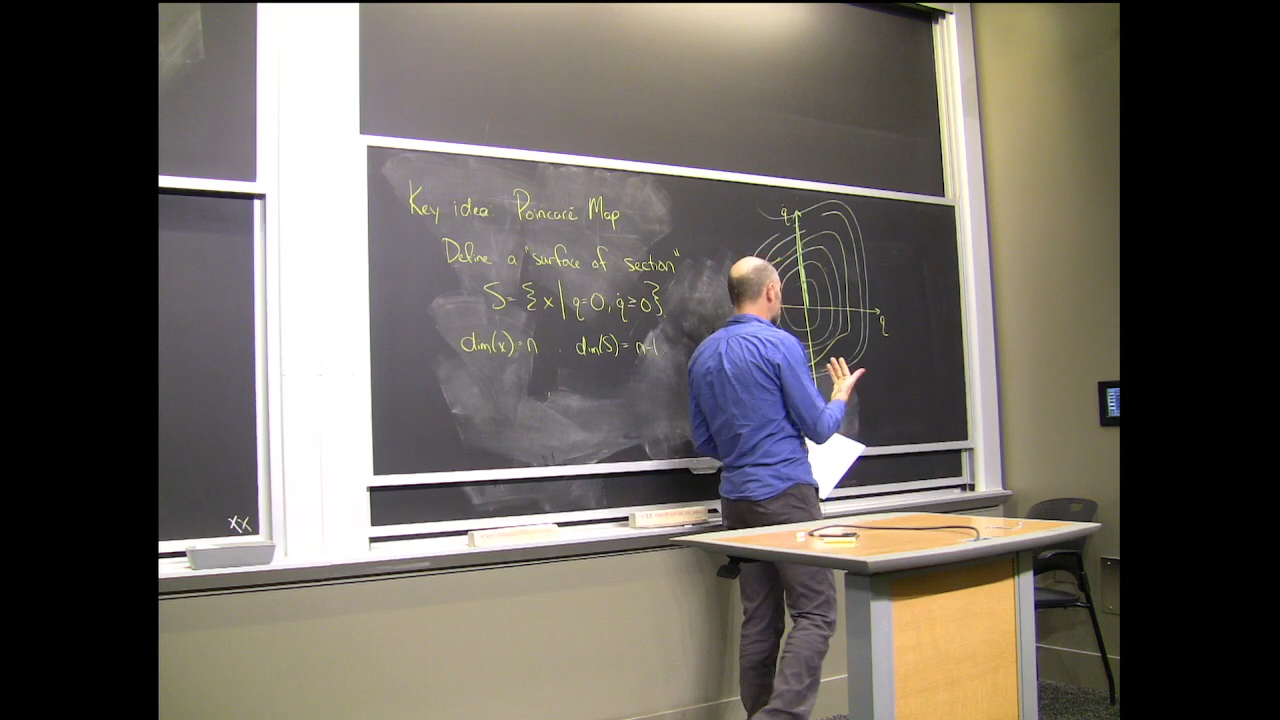 Key idea: Poincaré Map
Define a "surface of section"
S = { x | q=0, q̇≥0 }
dim(x) = n . dim(S) = n-1
q̇
q
XX